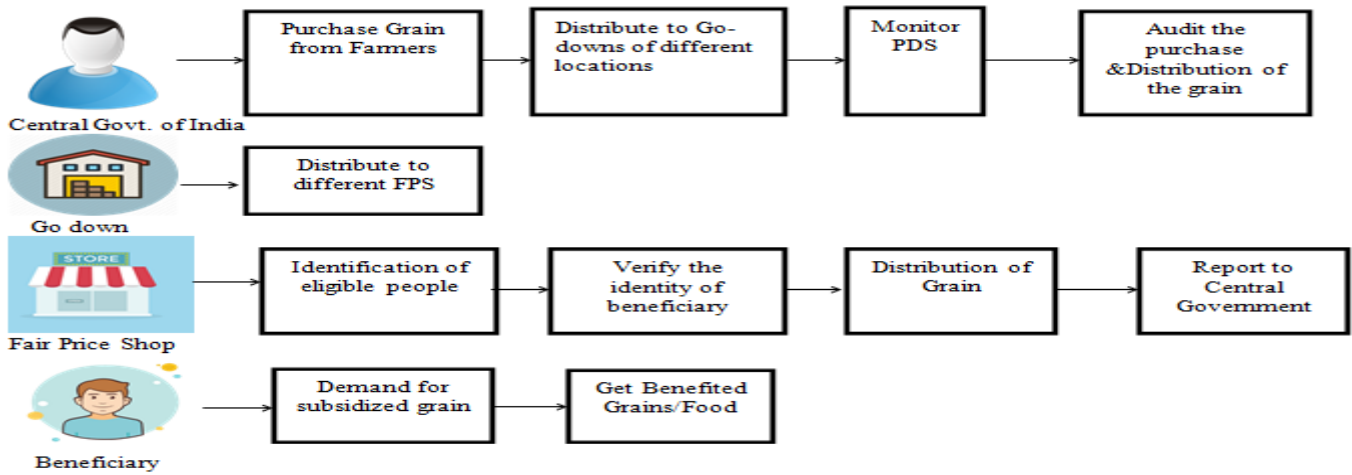 Purchase Grain
from Farmers
Distribute to Go-
downs of different
locations
Monitor
PDS
Audit the
purchase
&Distribution of
the grain
Central Govt. of India
Distribute to
different FPS
Go down
STORE
Identification of
eligible people
Verify the
identity of
beneficiary
Distribution of
Grain
Report to
Central
Government
Fair Price Shop
Demand for
subsidized grain
Get Benefited
Grains/Food
Beneficiary